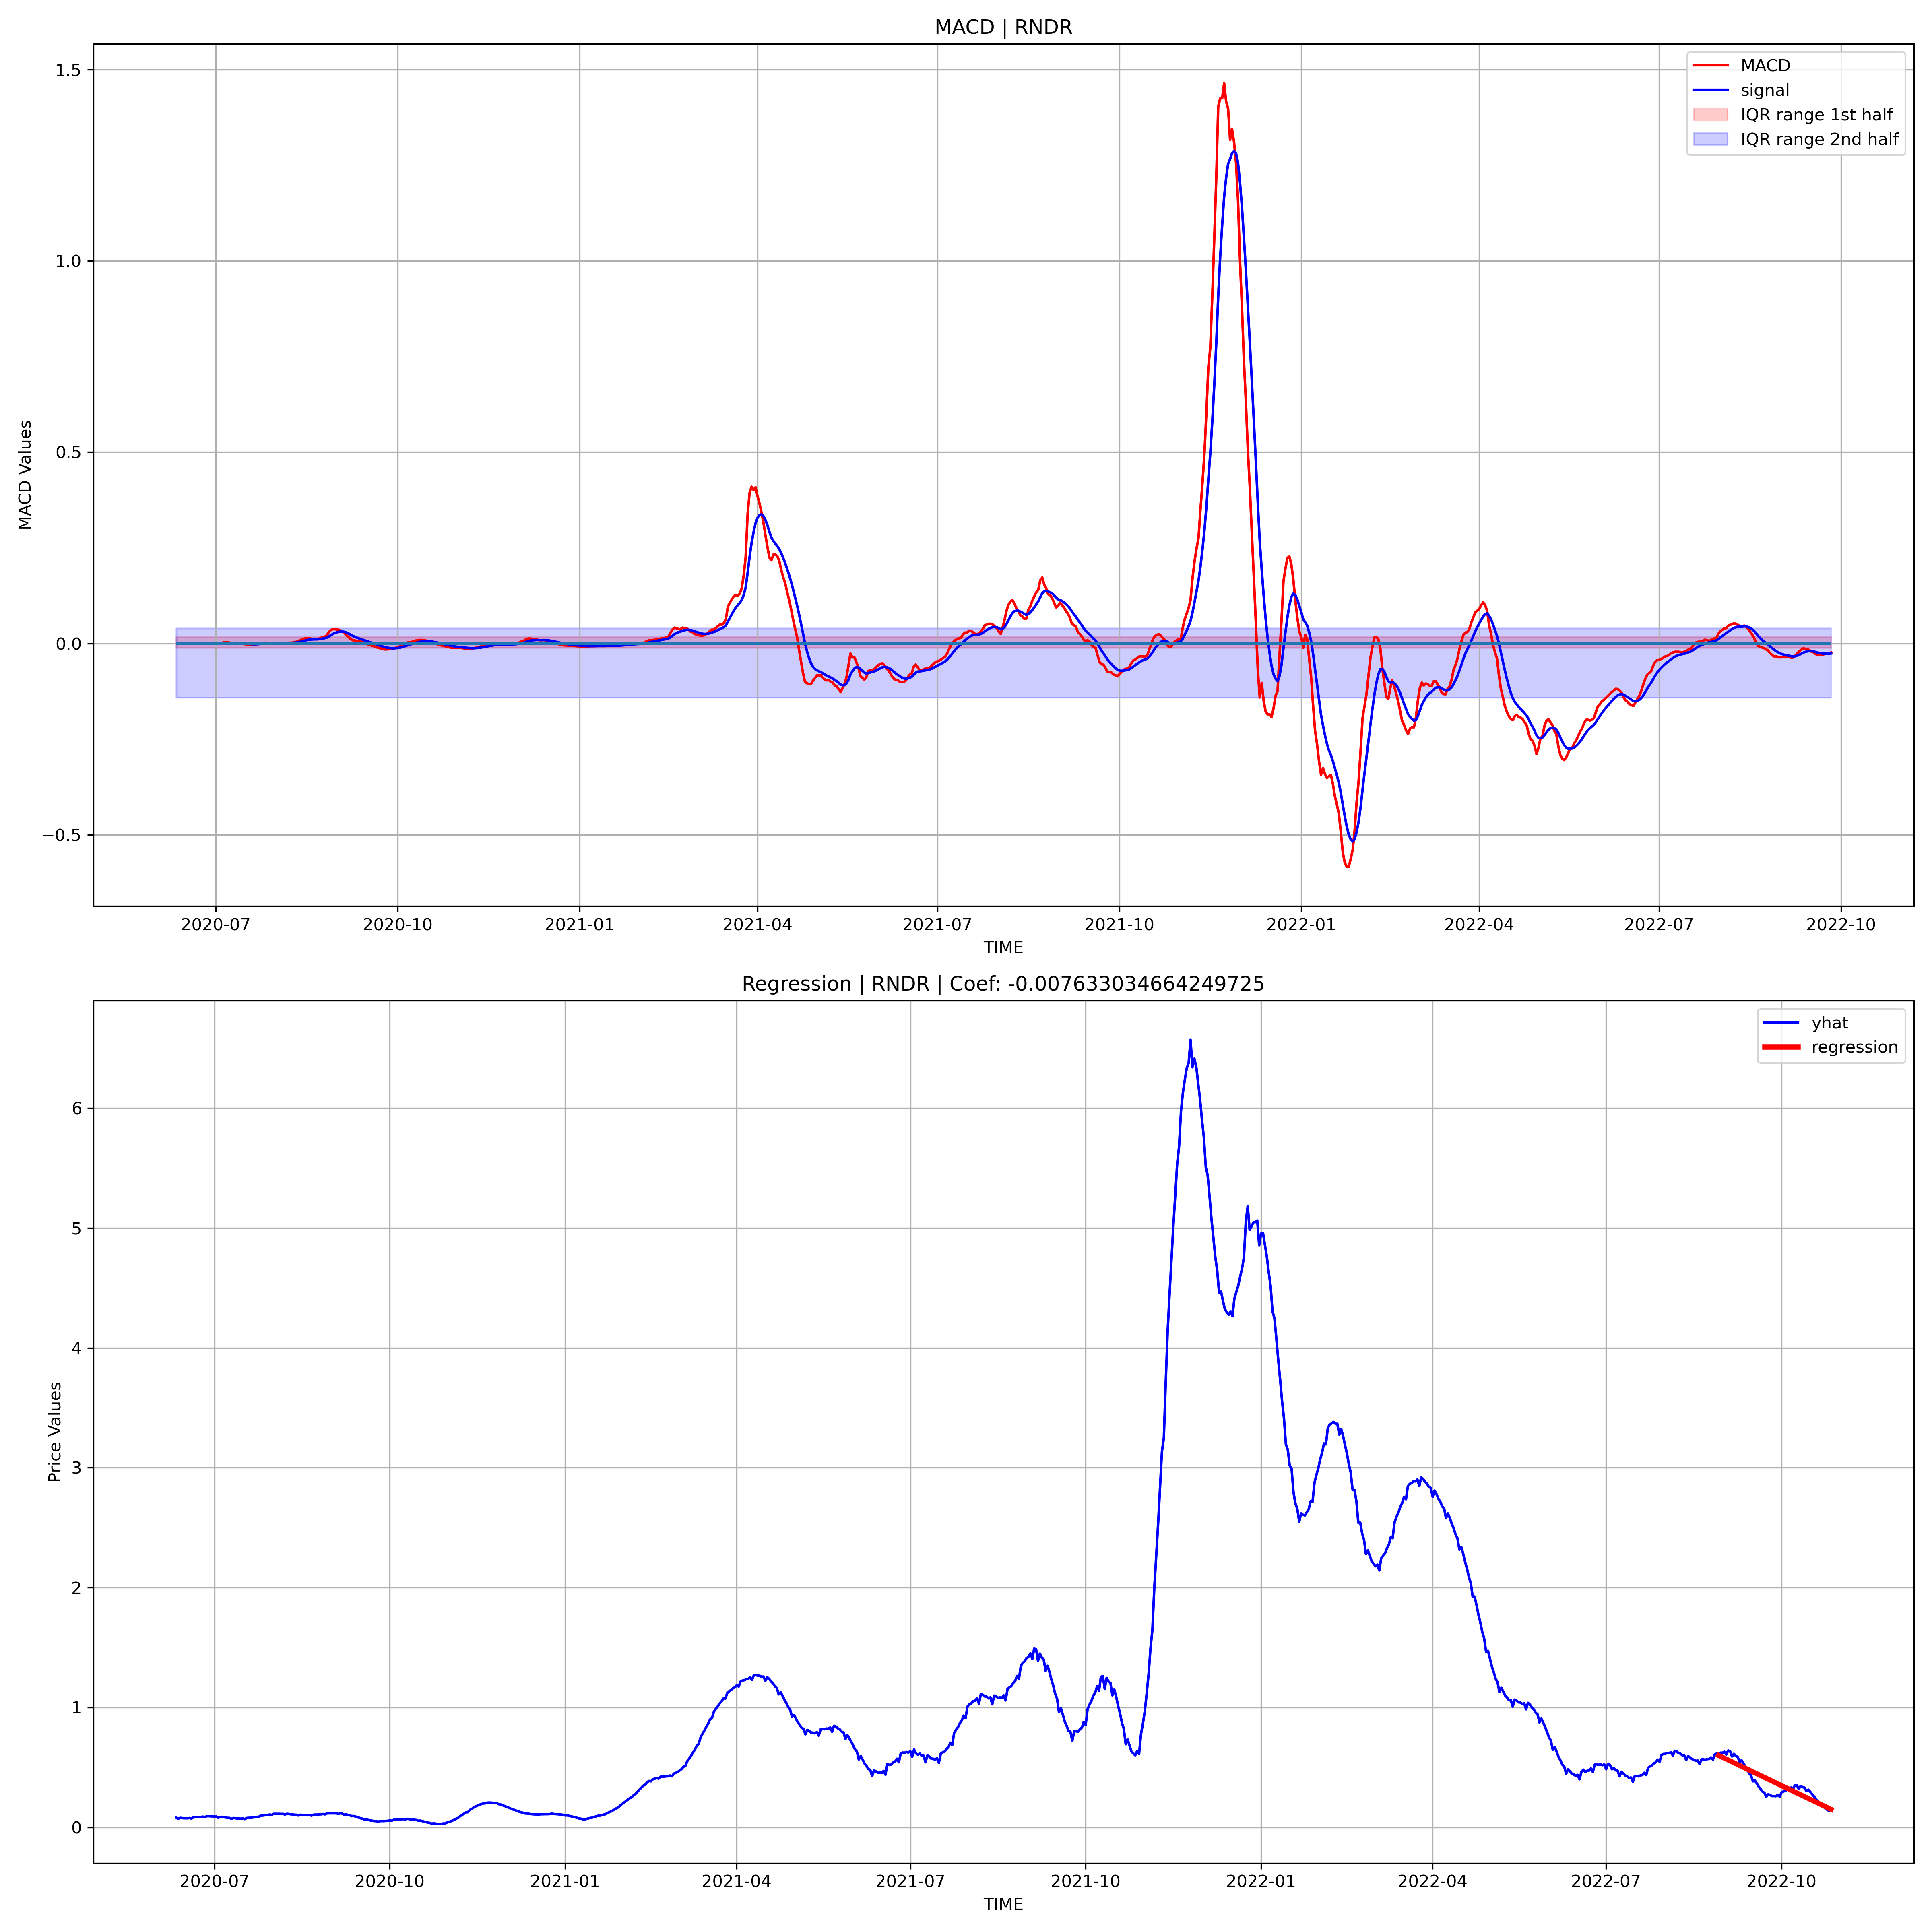 MACD | RNDR
MACD
signal
IQR range 1st half
IQR range 2nd half
MACD Values
1.5
1.0
0.5
0.0
−0.5
2020-07 2020-10 2021-01 2021-04 2021-07 2021-10 2022-01 2022-04 2022-07 2022-10
TIME
Regression | RNDR | Coef: -0.007633034664249725
yhat
regression
Price Values
6
5
4
3
2
1
0
2020-07 2020-10 2021-01 2021-04 2021-07 2021-10 2022-01 2022-04 2022-07 2022-10
TIME